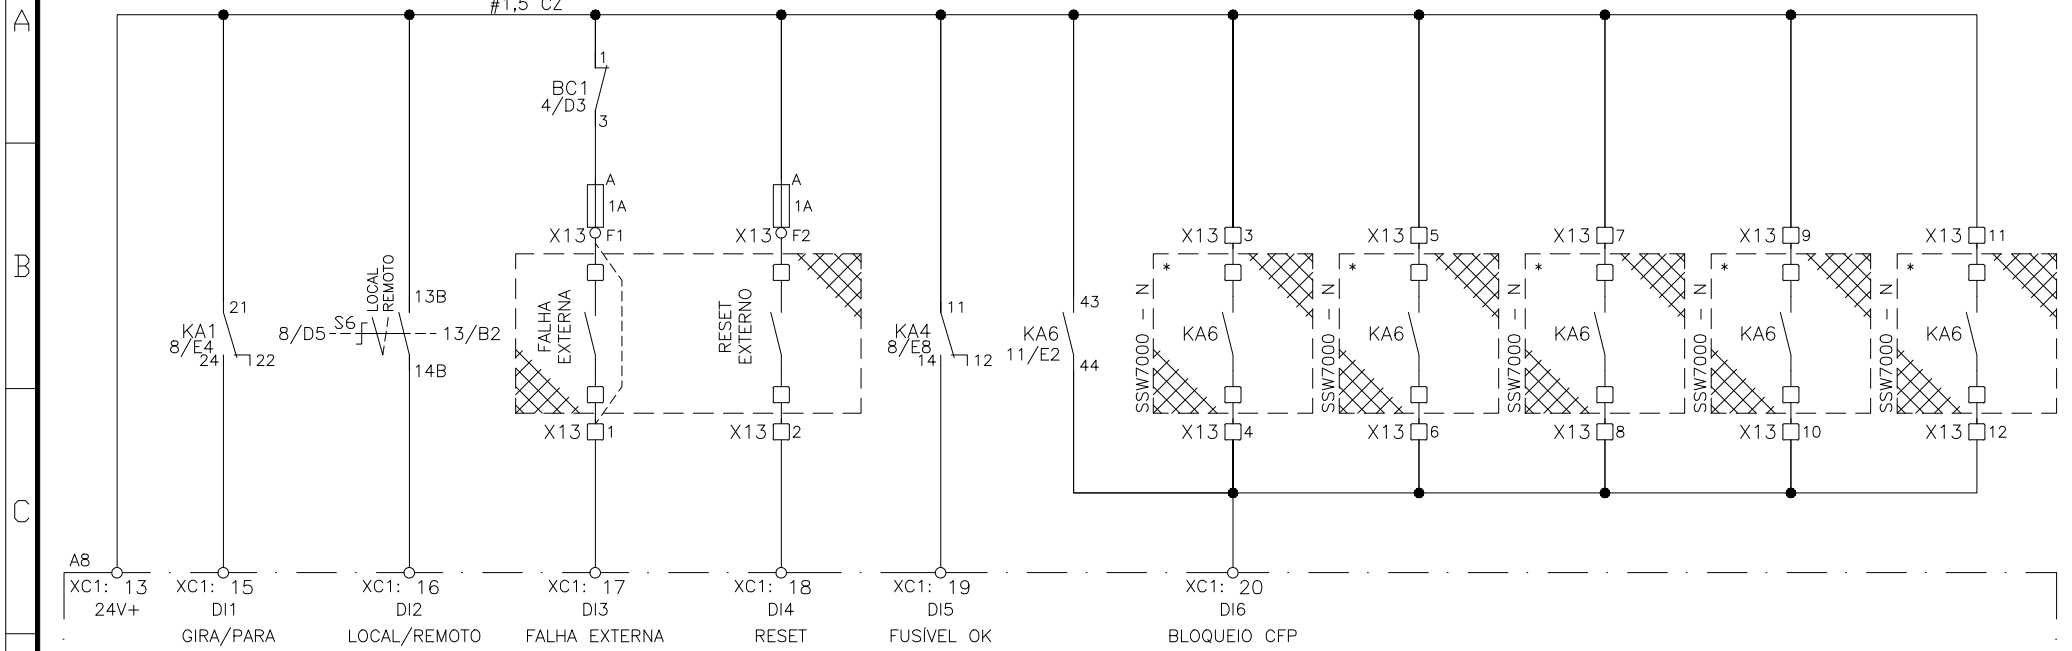 #1,5 CZ
A
1
BC1
4/D3
3
A
1A
X13 F1
A
1A
X13 F2
X13 3
X13 5
X13 7
X13 9
X13 11
B
21
KA1
8/E4
24 22
LOCAL
REMOTO
13B
8/D5 S6 13/B2
14B
FALHA
EXTERNA
RESET
EXTERNO
11
KA4
8/E8
14 12
43
KA6
11/E2
44
*
SSW7000 - N
KA6
*
SSW7000 - N
KA6
*
SSW7000 - N
KA6
*
SSW7000 - N
KA6
*
SSW7000 - N
KA6
X13 1
X13 2
X13 4
X13 6
X13 8
X13 10
X13 12
C
A8
XC1: 13
24V+
XC1: 15
DI1
GIRA/PARA
XC1: 16
DI2
LOCAL/REMOTO
XC1: 17
DI3
FALHA EXTERNA
XC1: 18
DI4
RESET
XC1: 19
DI5
FUSÍVEL OK
XC1: 20
DI6
BLOQUEIO CFP